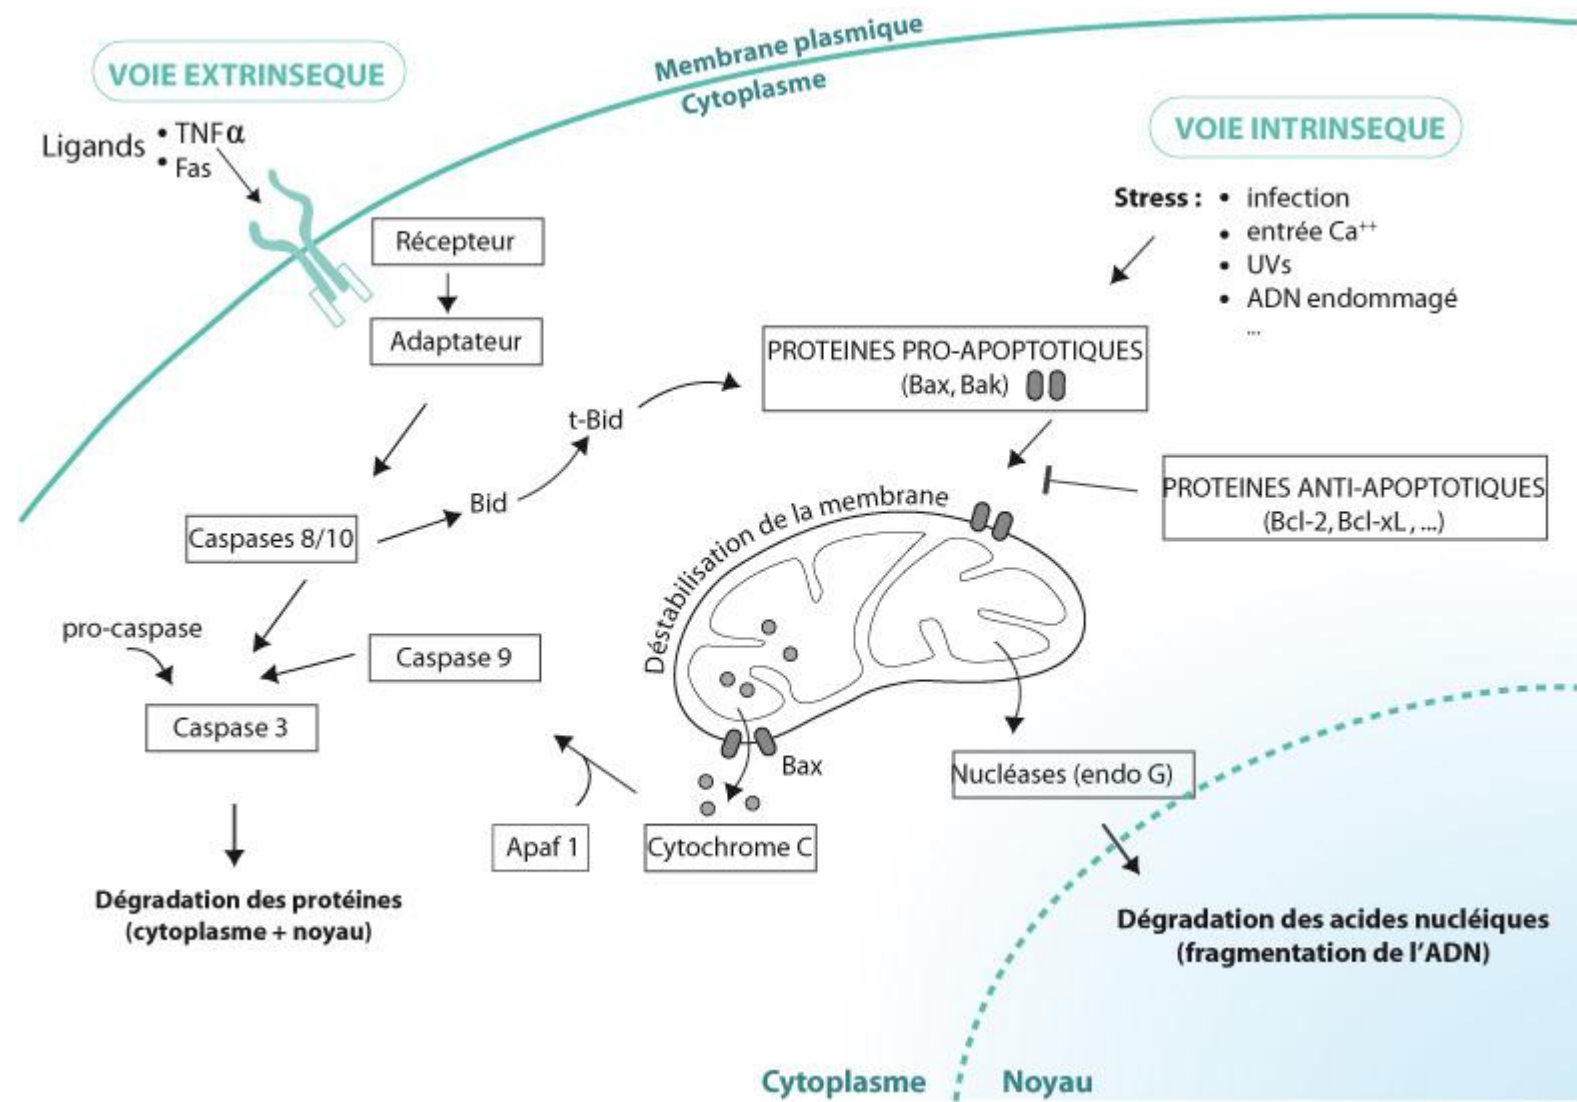 VOIE EXTRINSEQUE
Membrane plasmique
Cytoplasme
Ligands
• TNFα
• Fas
VOIE INTRINSEQUE
Stress :
• infection
• entrée Ca⁺⁺
• UVs
• ADN endommagé
...
Récepteur
Adaptateur
PROTEINES PRO-APOPTOTIQUES
(Bax, Bak)
t-Bid
Bid
PROTEINES ANTI-APOPTOTIQUES
(Bcl-2, Bcl-xL , ...)
Déstabilisation de la membrane
Caspases 8/10
pro-caspase
Caspase 9
Caspase 3
Bax
Nucléases (endo G)
Apaf 1
Cytochrome C
Dégradation des protéines
(cytoplasme + noyau)
Dégradation des acides nucléiques
(fragmentation de l'ADN)
Cytoplasme
Noyau